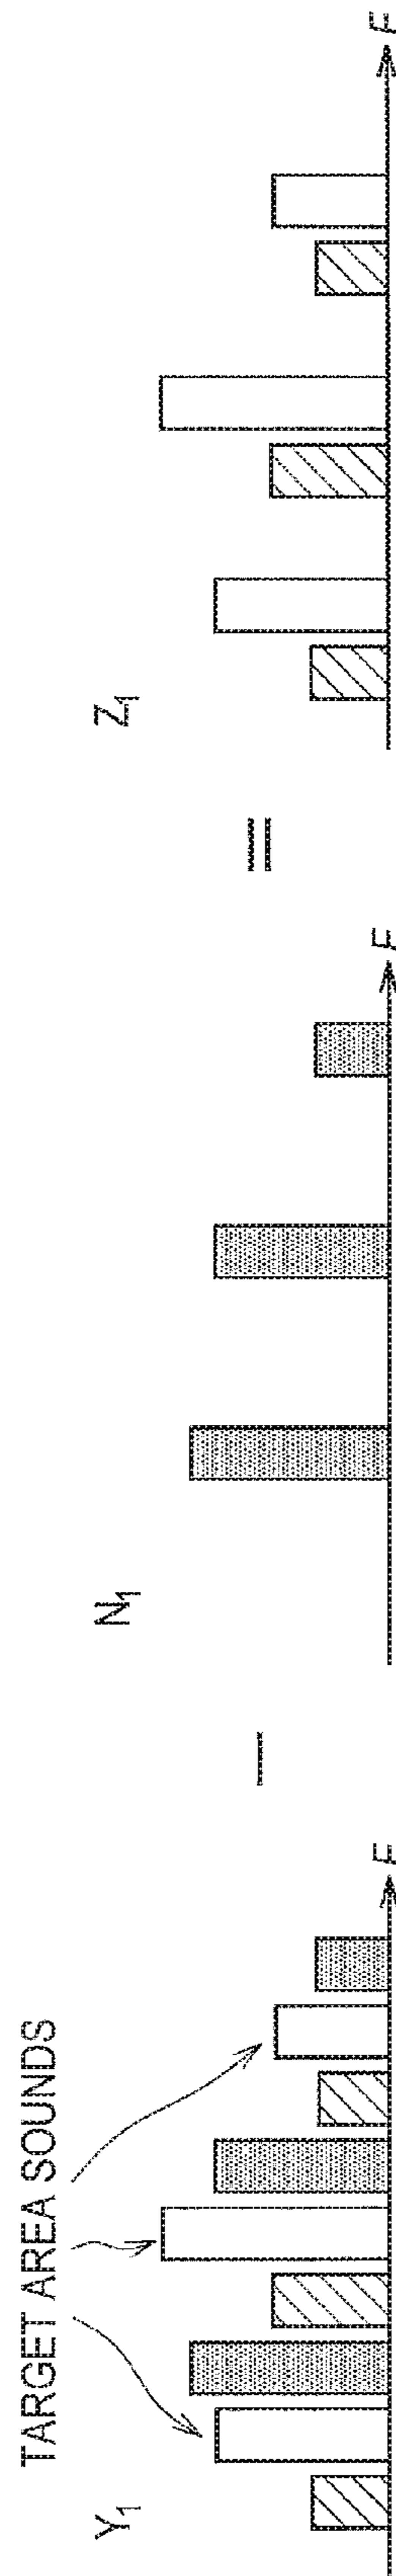 TARGET AREA SOUNDS
Y1
F
—
N1
F
=
Z1
F